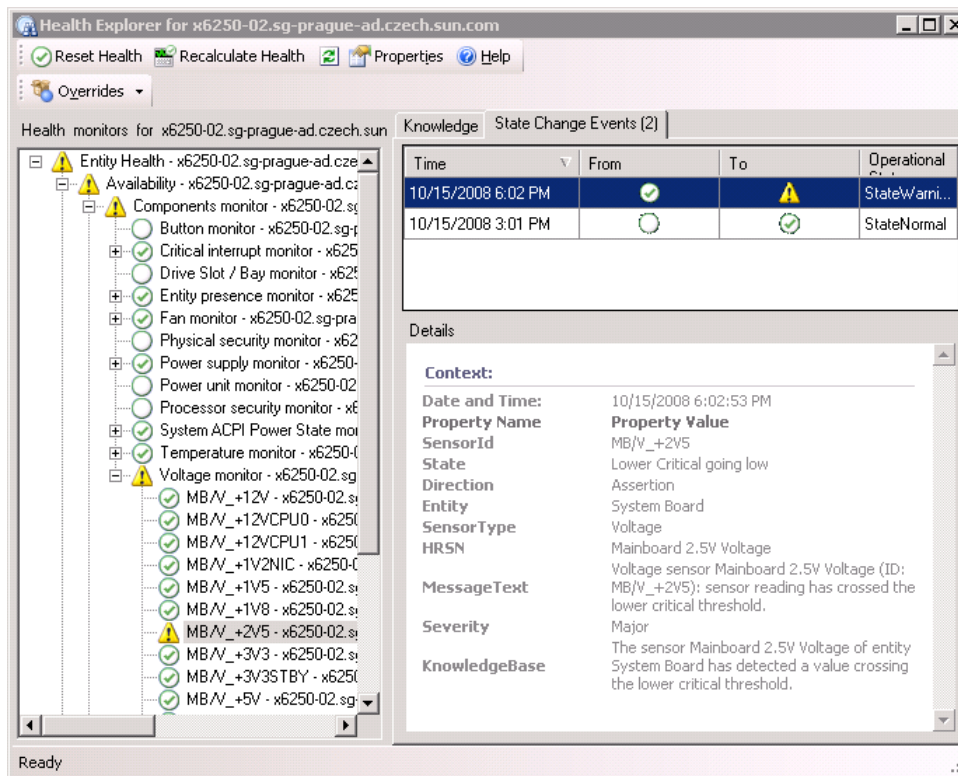 Health Explorer for x6250-02.sg-prague-ad.czech.sun.com
Reset Health Recalculate Health Properties Help
Overrides
Health monitors for x6250-02.sg-prague-ad.czech.sun
Entity Health - x6250-02.sg-prague-ad.cze
Availability - x6250-02.sg-prague-ad.cz
Components monitor - x6250-02.sg
Button monitor - x6250-02.sg-p
Critical interrupt monitor - x625
Drive Slot / Bay monitor - x625
Entity presence monitor - x625
Fan monitor - x6250-02.sg-pra
Physical security monitor - x62
Power supply monitor - x6250-
Power unit monitor - x6250-02
Processor security monitor - x6
System ACPI Power State mon
Temperature monitor - x6250-0
Voltage monitor - x6250-02.sg
MB/V_+12V - x6250-02.sg
MB/V_+12VCPU0 - x6250
MB/V_+12VCPU1 - x6250
MB/V_+1V2NIC - x6250-0
MB/V_+1V5 - x6250-02.sg
MB/V_+1V8 - x6250-02.sg
MB/V_+2V5 - x6250-02.sg
MB/V_+3V3 - x6250-02.sg
MB/V_+3V3STBY - x6250
MB/V_+5V - x6250-02.sg-
Knowledge State Change Events (2)
Time From To Operational
10/15/2008 6:02 PM StateWarni...
10/15/2008 3:01 PM StateNormal
Details
Context:
Date and Time: 10/15/2008 6:02:53 PM
Property Name Property Value
SensorId MB/V_+2V5
State Lower Critical going low
Direction Assertion
Entity System Board
SensorType Voltage
HRSN Mainboard 2.5V Voltage
MessageText Voltage sensor Mainboard 2.5V Voltage (ID:
MB/V_+2V5): sensor reading has crossed the
lower critical threshold.
Severity Major
KnowledgeBase The sensor Mainboard 2.5V Voltage of entity
System Board has detected a value crossing
the lower critical threshold.
Ready